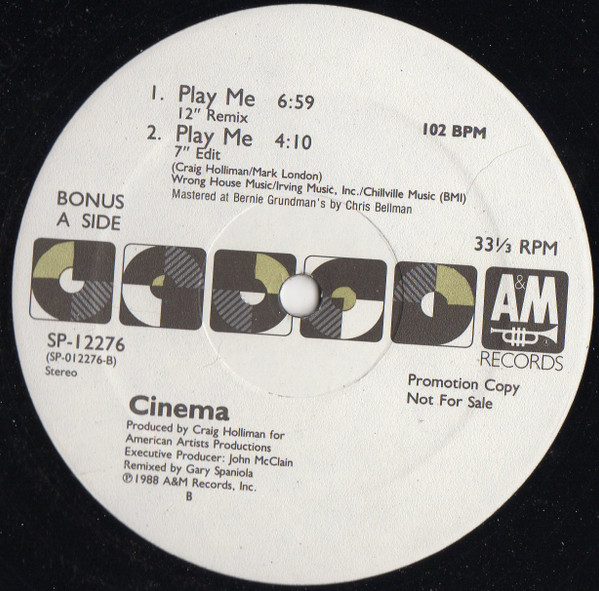 1. Play Me 6:59
12" Remix
2. Play Me 4:10
7" Edit
(Craig Holliman/Mark London)
Wrong House Music/Irving Music, Inc./Chillville Music (BMI)
Mastered at Bernie Grundman's by Chris Bellman
102 BPM
BONUS
A SIDE
33⅓ RPM
A&M
RECORDS
SP-12276
(SP-012276-B)
Stereo
Promotion Copy
Not For Sale
Cinema
Produced by Craig Holliman for
American Artists Productions
Executive Producer: John McClain
Remixed by Gary Spaniola
℗1988 A&M Records, Inc.
B